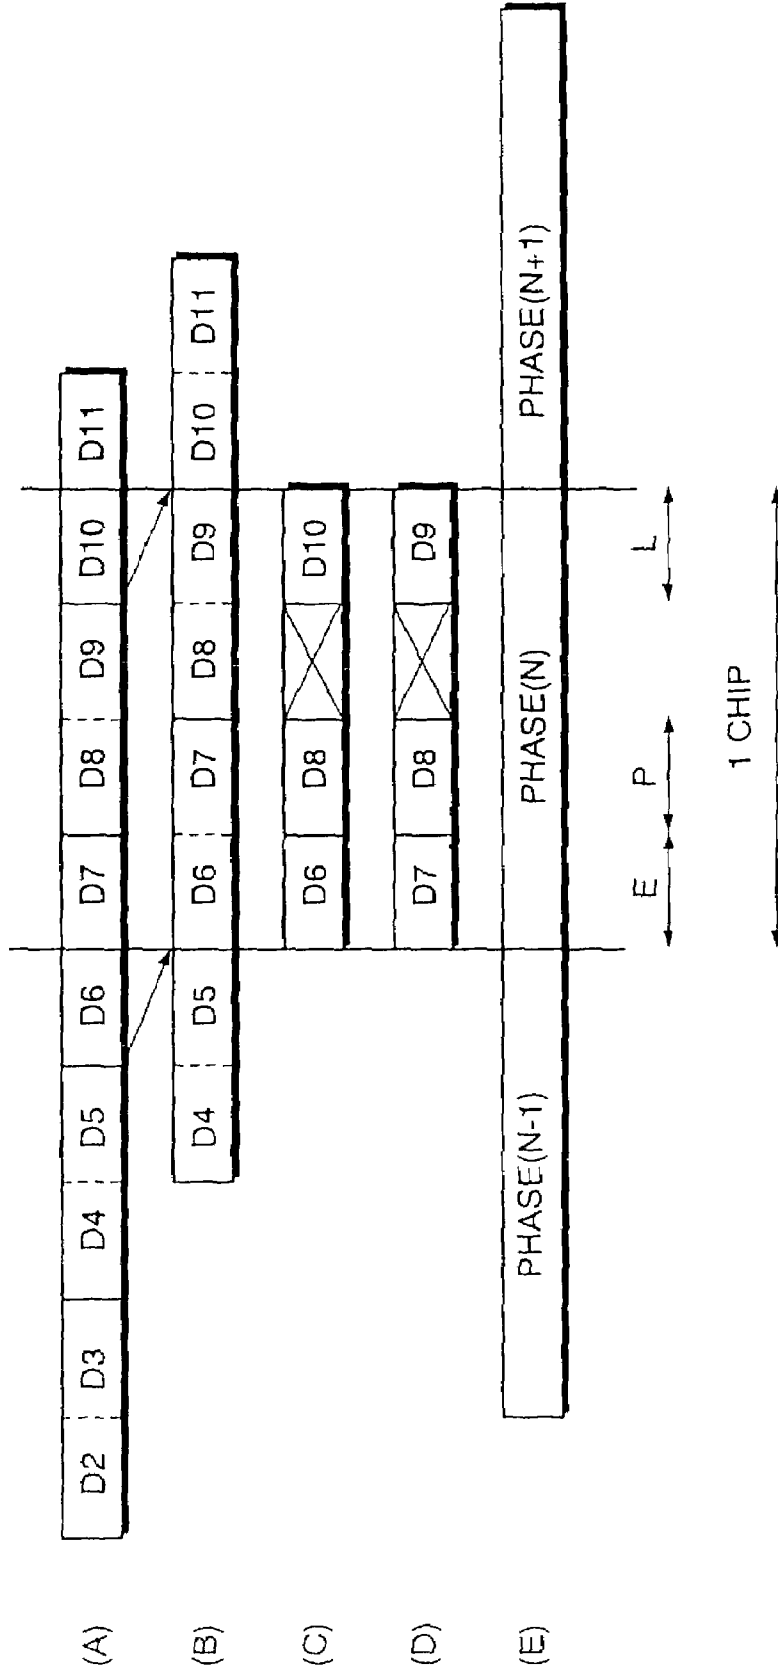 (A) D2 D3 D4 D5 D6 D7 D8 D9 D10 D11
(B) D4 D5 D6 D7 D8 D9 D10 D11
(C) D6 D8 D10
(D) D7 D8 D9
(E) PHASE(N-1) PHASE(N) PHASE(N+1)
E P L
1 CHIP